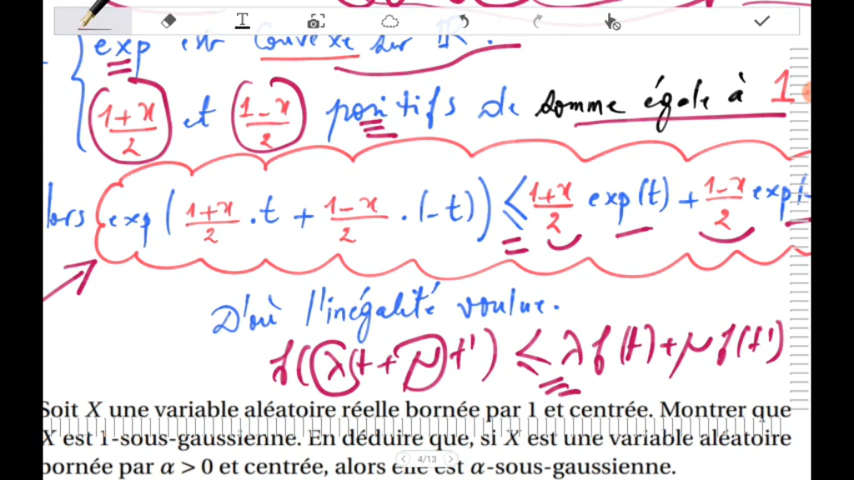 exp est convexe sur ℝ.
1+x/2 et 1-x/2 positifs de somme égale à 1
lors exp(1+x/2 .t + 1-x/2 .(-t)) ≤ 1+x/2 exp(t) + 1-x/2 exp(-
D'où l'inégalité voulue.
f(λt+μt') ≤ λf(t)+μf(t')
Soit X une variable aléatoire réelle bornée par 1 et centrée. Montrer que
X est 1-sous-gaussienne. En déduire que, si X est une variable aléatoire
bornée par α > 0 et centrée, alors elle est α-sous-gaussienne.
4/13